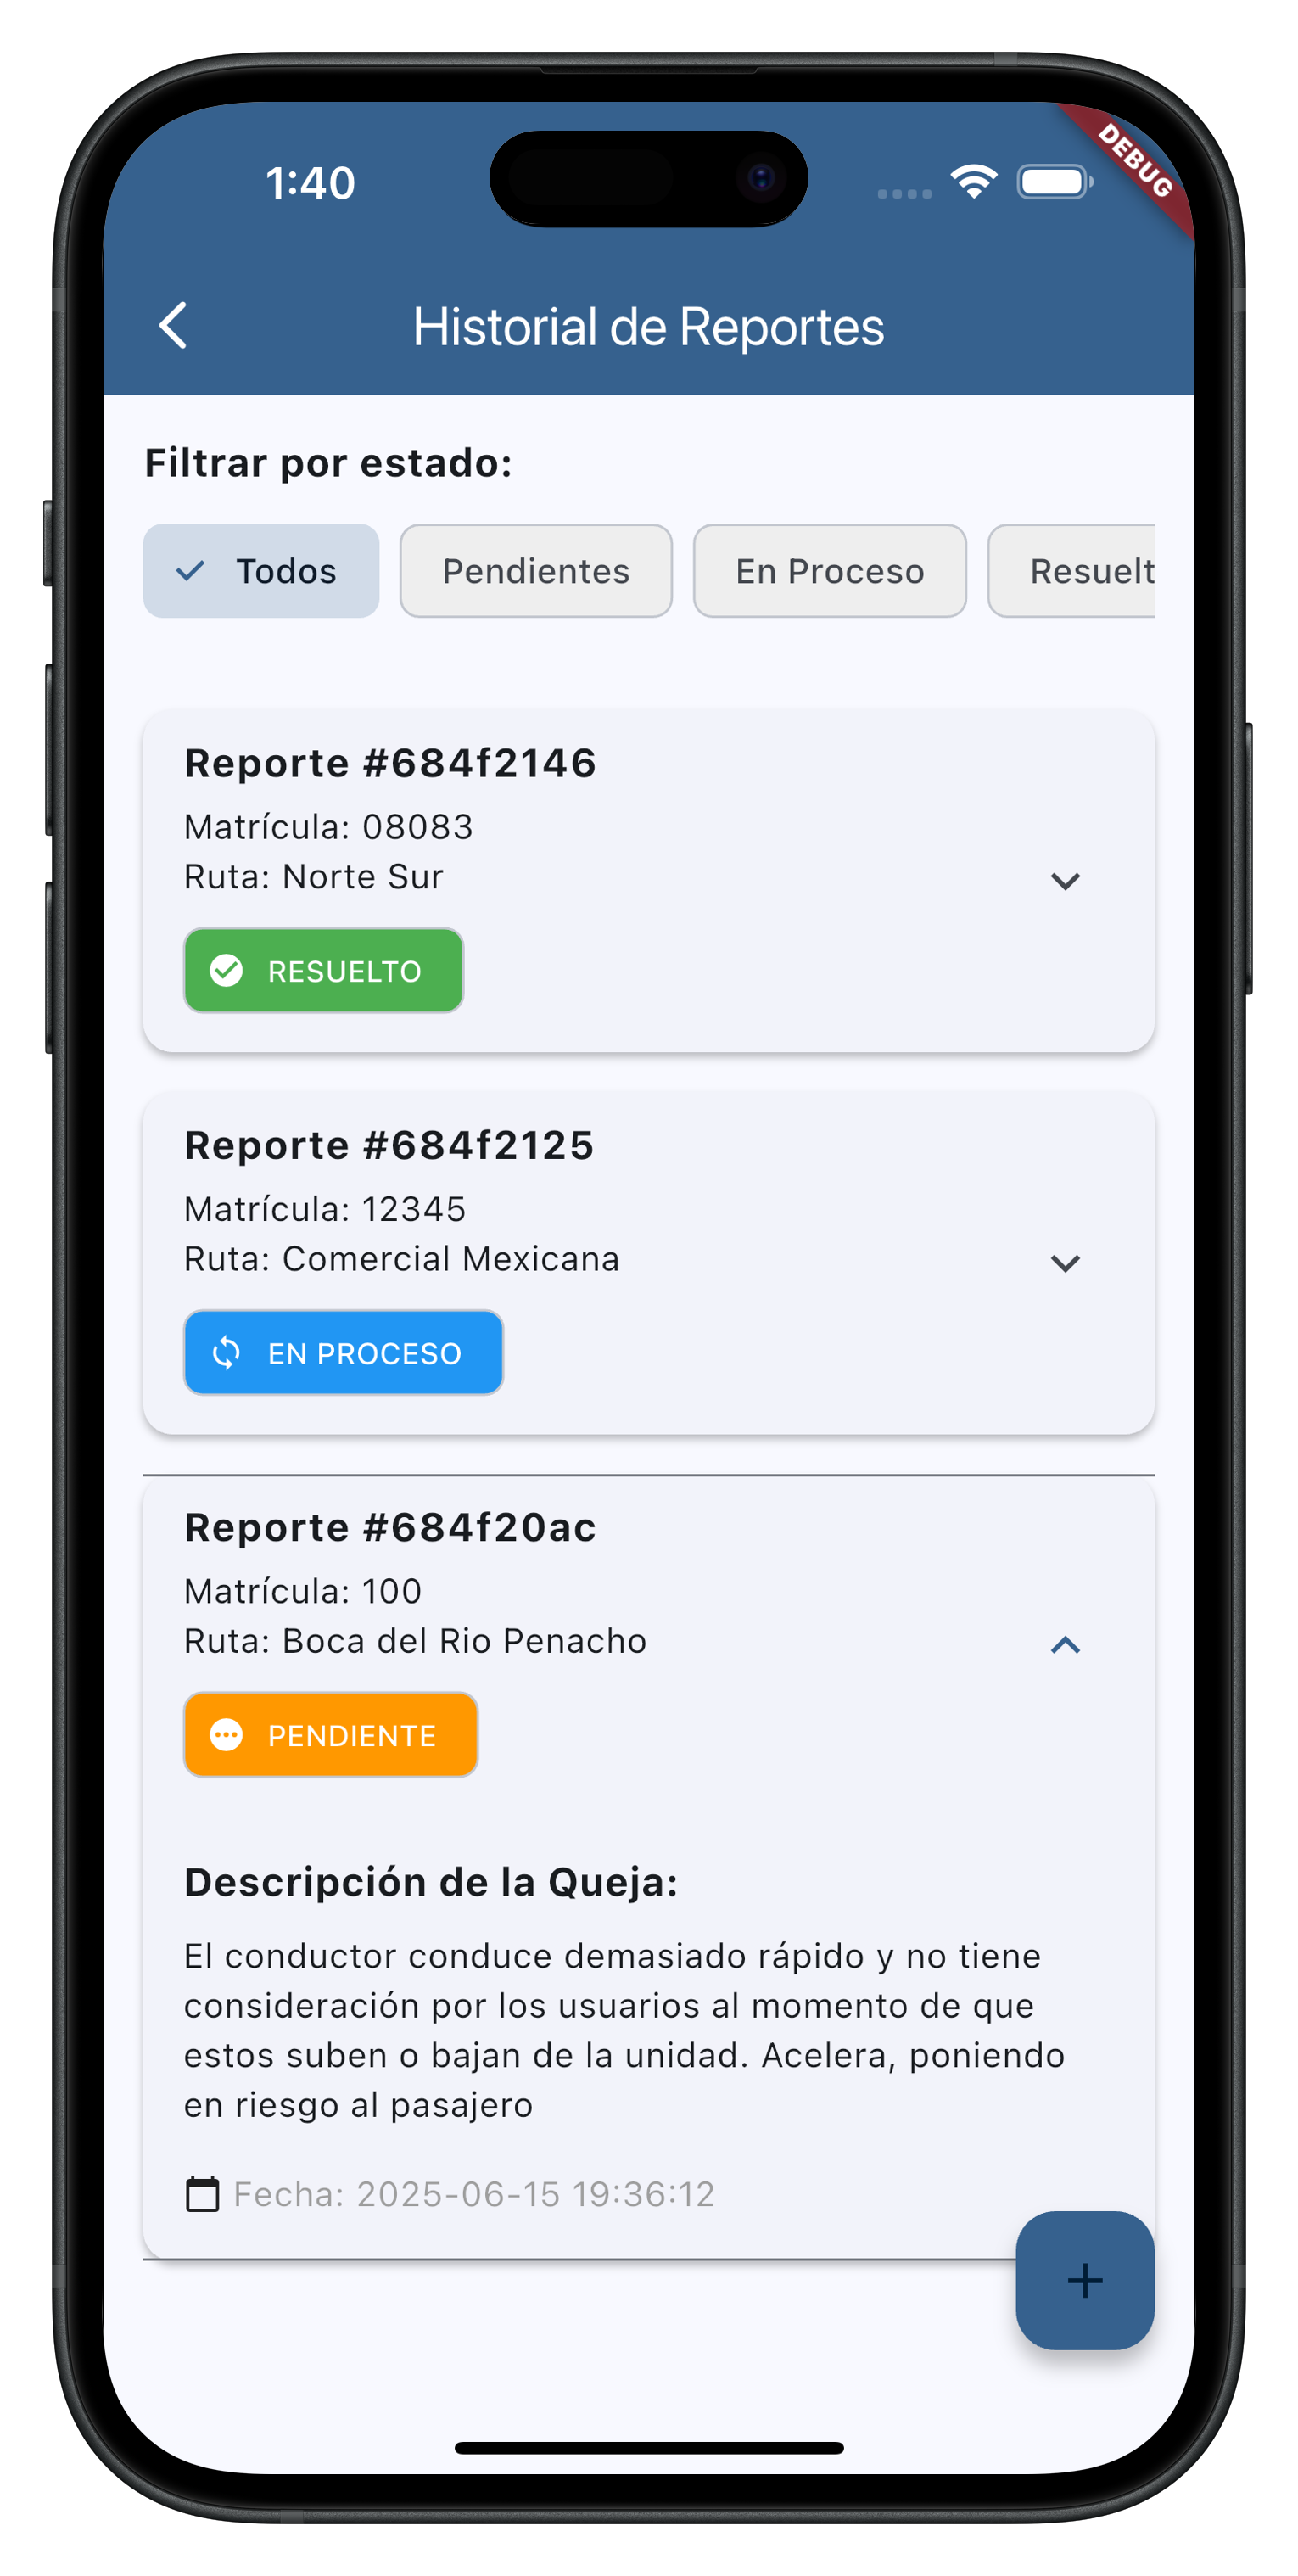 1:40
DEBUG
Historial de Reportes
Filtrar por estado:
Todos
Pendientes
En Proceso
Resuelt
Reporte #684f2146
Matrícula: 08083
Ruta: Norte Sur
RESUELTO
Reporte #684f2125
Matrícula: 12345
Ruta: Comercial Mexicana
EN PROCESO
Reporte #684f20ac
Matrícula: 100
Ruta: Boca del Rio Penacho
PENDIENTE
Descripción de la Queja:
El conductor conduce demasiado rápido y no tiene
consideración por los usuarios al momento de que
estos suben o bajan de la unidad. Acelera, poniendo
en riesgo al pasajero
Fecha: 2025-06-15 19:36:12